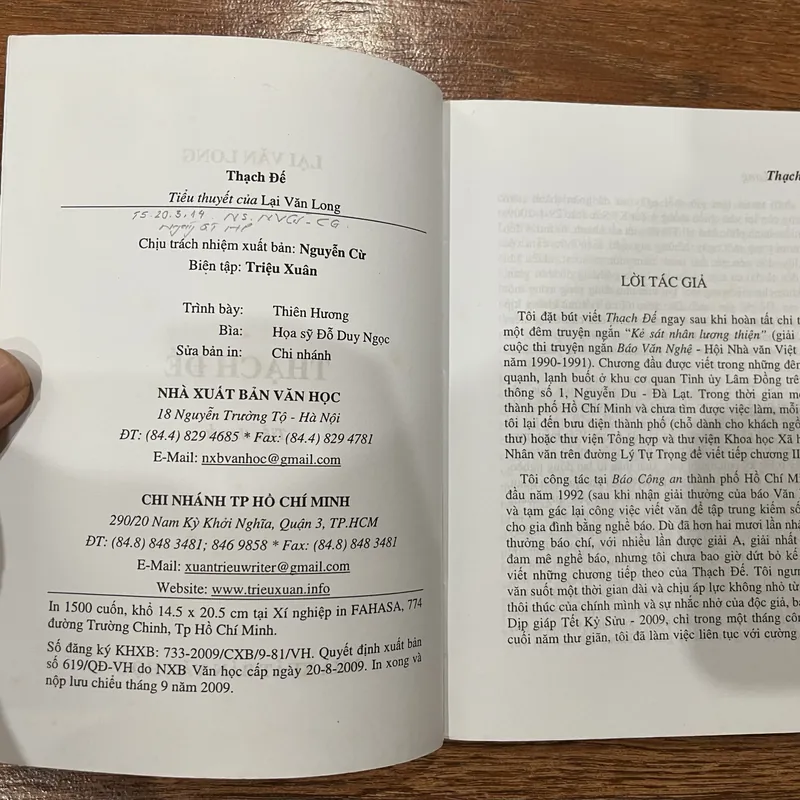 Thạch Đế
Tiểu thuyết của Lại Văn Long
Chịu trách nhiệm xuất bản: Nguyễn Cừ
Biên tập: Triệu Xuân
Trình bày: Thiên Hương
Bìa: Họa sỹ Đỗ Duy Ngọc
Sửa bản in: Chi nhánh
NHÀ XUẤT BẢN VĂN HỌC
18 Nguyễn Trường Tộ - Hà Nội
ĐT: (84.4) 829 4685 * Fax: (84.4) 829 4781
E-Mail: nxbvanhoc@gmail.com
CHI NHÁNH TP HỒ CHÍ MINH
290/20 Nam Kỳ Khởi Nghĩa, Quận 3, TP.HCM
ĐT: (84.8) 848 3481; 846 9858 * Fax: (84.8) 848 3481
E-Mail: xuantrieuwriter@gmail.com
Website: www.trieuxuan.info
In 1500 cuốn, khổ 14.5 x 20.5 cm tại Xí nghiệp in FAHASA, 774
đường Trường Chinh, Tp Hồ Chí Minh.
Số đăng ký KHXB: 733-2009/CXB/9-81/VH. Quyết định xuất bản
số 619/QĐ-VH do NXB Văn học cấp ngày 20-8-2009. In xong và
nộp lưu chiểu tháng 9 năm 2009.
Thạch
LỜI TÁC GIẢ
Tôi đặt bút viết Thạch Đế ngay sau khi hoàn tất chỉ t
một đêm truyện ngắn "Kẻ sát nhân lương thiện" (giải
cuộc thi truyện ngắn Báo Văn Nghệ - Hội Nhà văn Việt
năm 1990-1991). Chương đầu được viết trong những đên
quạnh, lạnh buốt ở khu cơ quan Tỉnh ủy Lâm Đồng trên
thông số 1, Nguyễn Du - Đà Lạt. Trong thời gian mớ
thành phố Hồ Chí Minh và chưa tìm được việc làm, mỗi
tôi lại đến bưu điện thành phố (chỗ dành cho khách ngồ
thư) hoặc thư viện Tổng hợp và thư viện Khoa học Xã h
Nhân văn trên đường Lý Tự Trọng để viết tiếp chương II
Tôi công tác tại Báo Công an thành phố Hồ Chí M
đầu năm 1992 (sau khi nhận giải thưởng của báo Văn
và tạm gác lại công việc viết văn để tập trung kiếm số
cho gia đình bằng nghề báo. Dù đã hơn hai mươi lần nhậ
thưởng báo chí, với nhiều lần được giải A, giải nhất
đam mê nghề báo, nhưng tôi chưa bao giờ dứt bỏ kế
viết những chương tiếp theo của Thạch Đế. Tôi ngưn
văn suốt một thời gian dài và chịu áp lực không nhỏ từ
thôi thúc của chính mình và sự nhắc nhở của độc giả, bạ
Dịp giáp Tết Kỷ Sửu - 2009, chỉ trong một tháng côn
cuối năm thư giãn, tôi đã làm việc liên tục với cường